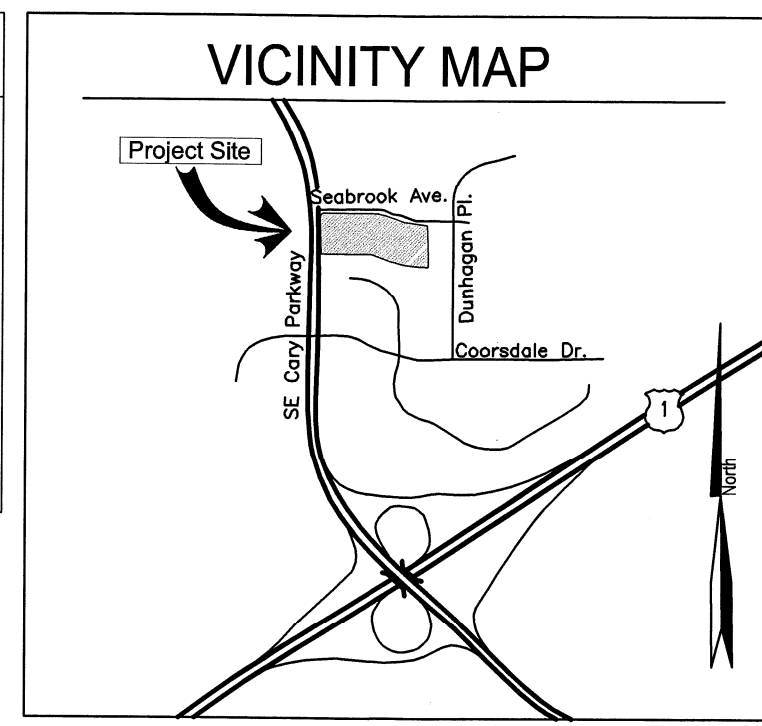 VICINITY MAP
Project Site
Seabrook Ave.
Dunhagan Pl.
SE Cary Parkway
Coorsdale Dr.
1
North